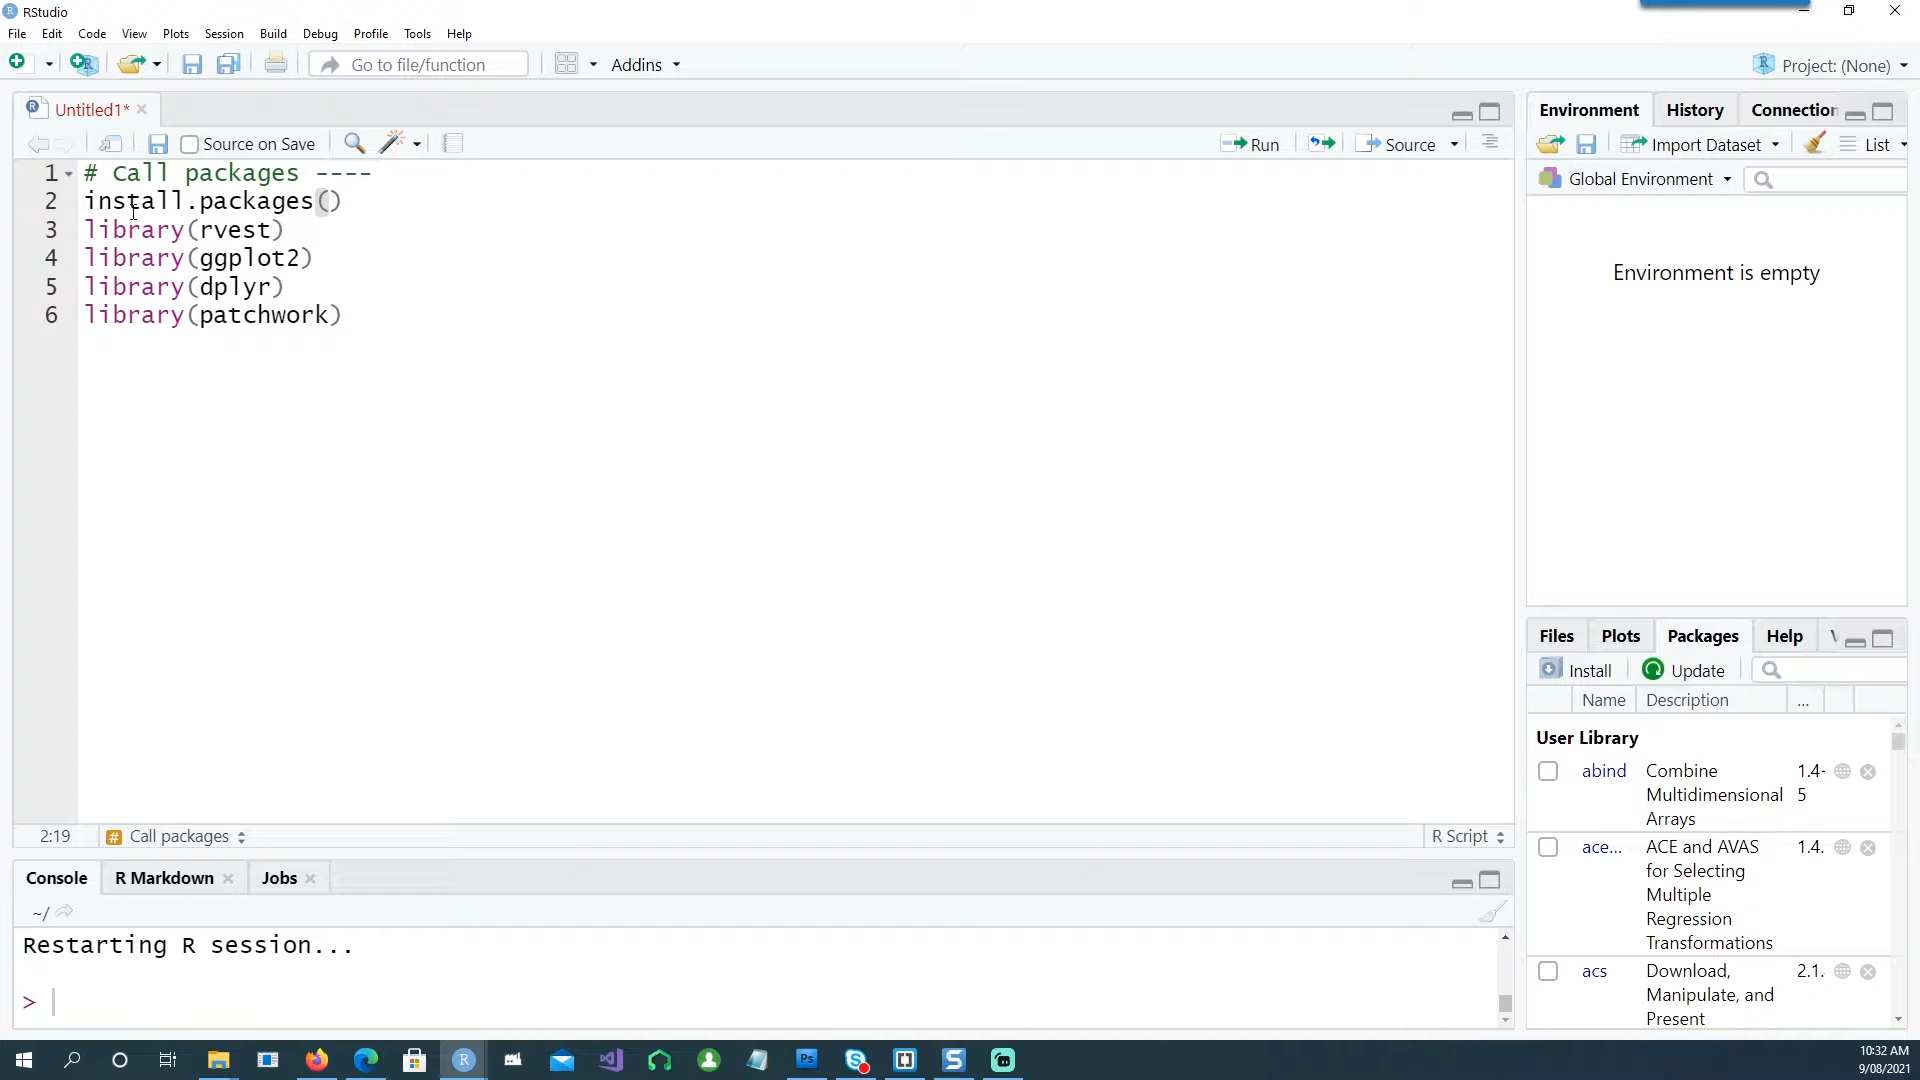 RStudio
File Edit Code View Plots Session Build Debug Profile Tools Help
Go to file/function Addins Project: (None)
Untitled1*
Source on Save Run Source
1 # Call packages ----
2 install.packages()
3 library(rvest)
4 library(ggplot2)
5 library(dplyr)
6 library(patchwork)
2:19 Call packages R Script
Console R Markdown Jobs
~/
Restarting R session...
>
Environment History Connection
Import Dataset List
Global Environment
Environment is empty
Files Plots Packages Help
Install Update
Name Description ...
User Library
abind Combine 1.4-
Multidimensional 5
Arrays
ace... ACE and AVAS 1.4.
for Selecting
Multiple
Regression
Transformations
acs Download, 2.1.
Manipulate, and
Present
10:32 AM
9/08/2021